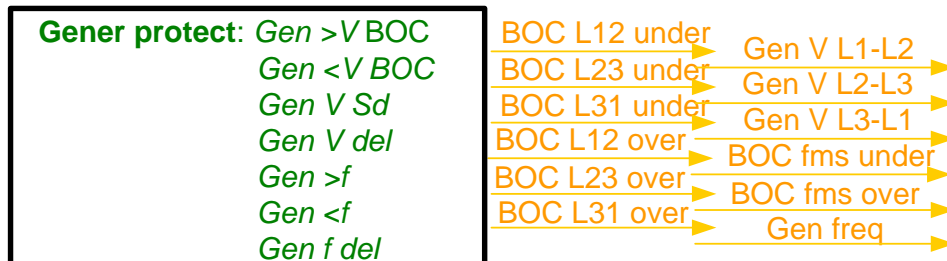 Gener protect: Gen >V BOC
Gen <V BOC
Gen V Sd
Gen V del
Gen >f
Gen <f
Gen f del
BOC L12 under
BOC L23 under
BOC L31 under
BOC L12 over
BOC L23 over
BOC L31 over
Gen V L1-L2
Gen V L2-L3
Gen V L3-L1
BOC fms under
BOC fms over
Gen freq